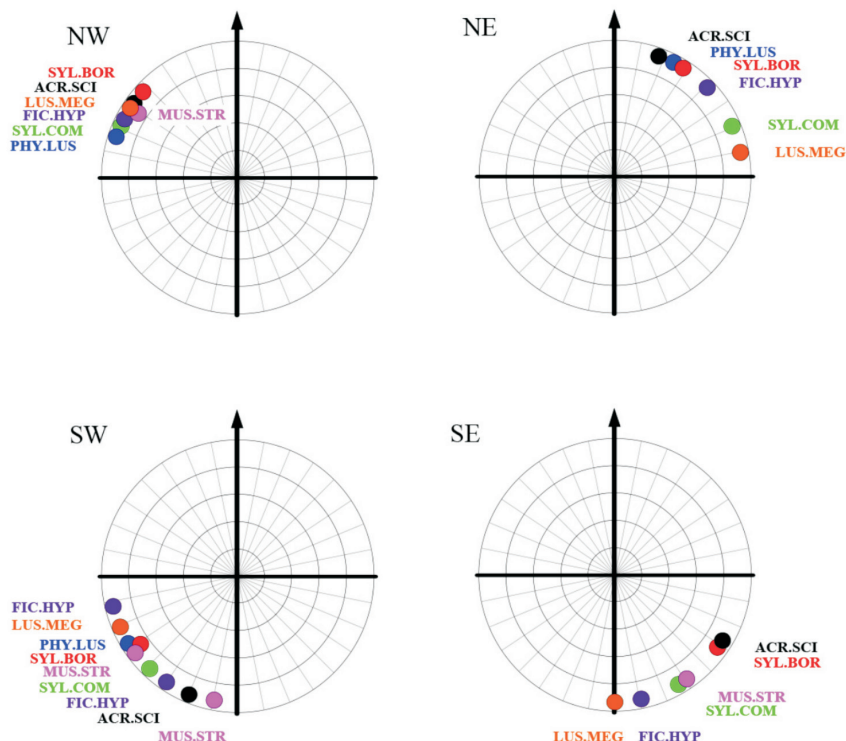 NW
SYL.BOR
ACR.SCI
LUS.MEG
FIC.HYP
MUS.STR
SYL.COM
PHY.LUS
NE
ACR.SCI
PHY.LUS
SYL.BOR
FIC.HYP
SYL.COM
LUS.MEG
SW
FIC.HYP
LUS.MEG
PHY.LUS
SYL.BOR
MUS.STR
SYL.COM
FIC.HYP
ACR.SCI
MUS.STR
SE
ACR.SCI
SYL.BOR
MUS.STR
SYL.COM
LUS.MEG
FIC.HYP